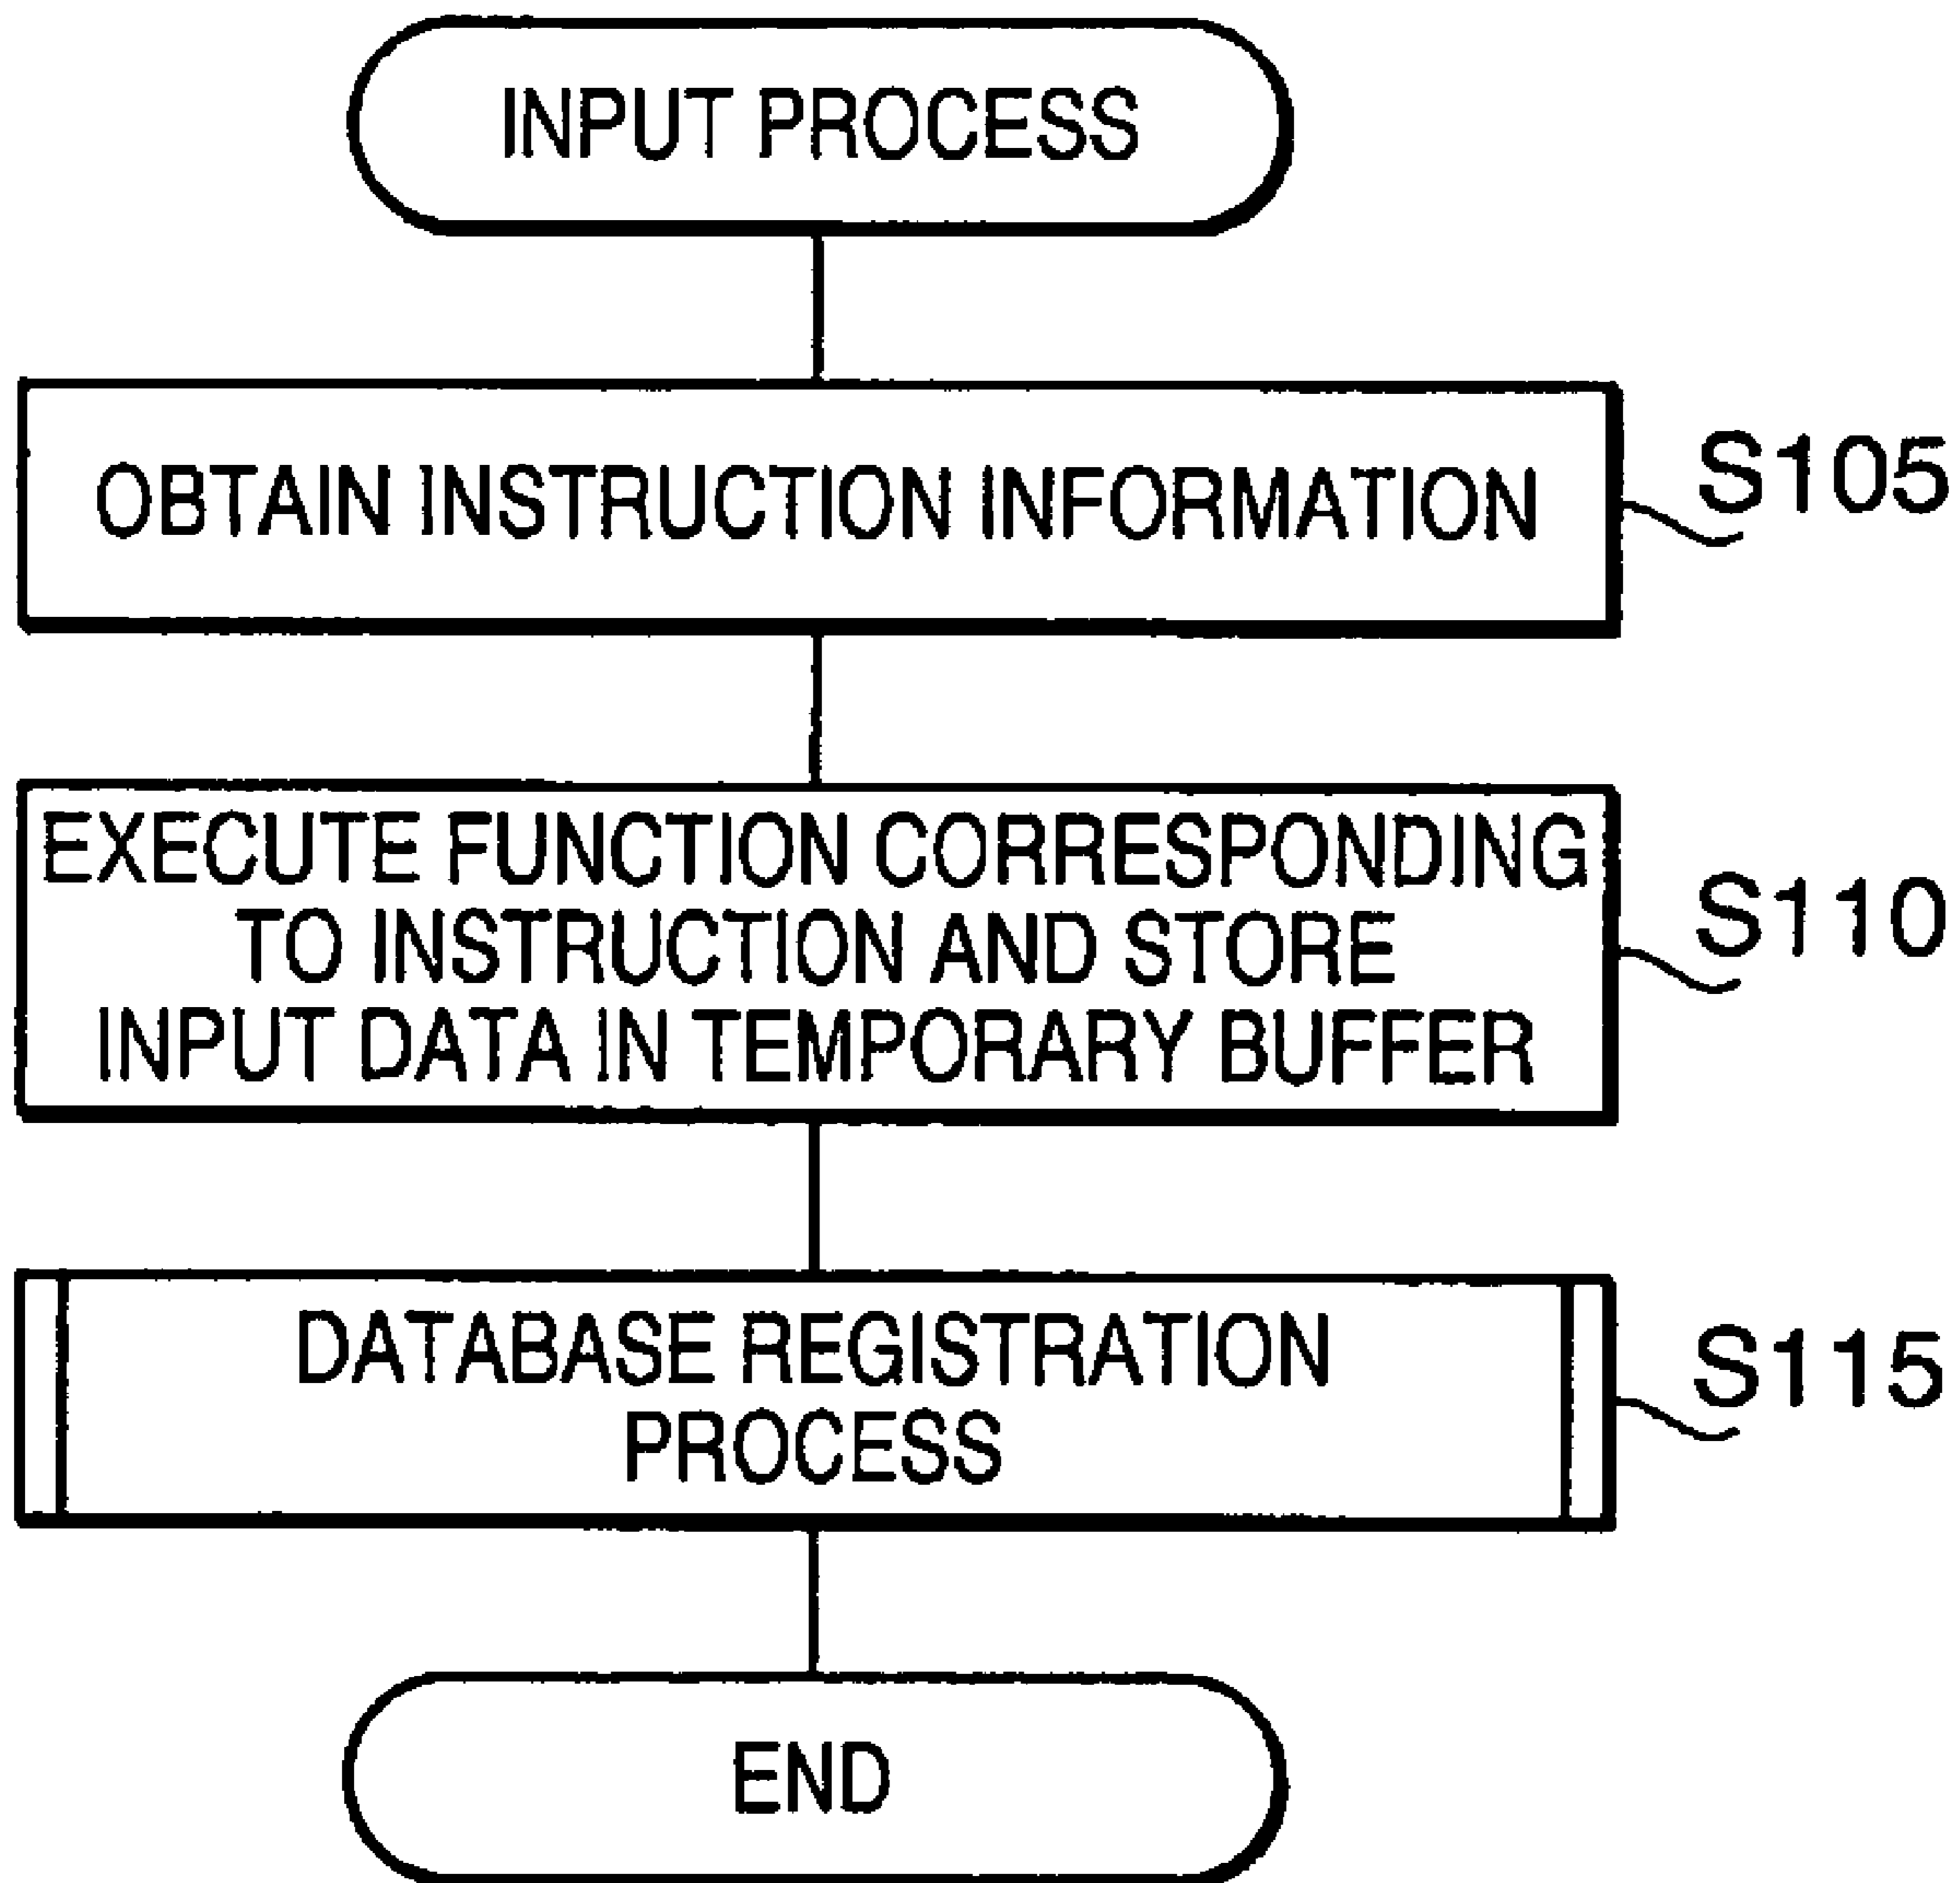 INPUT PROCESS
OBTAIN INSTRUCTION INFORMATION
S105
EXECUTE FUNCTION CORRESPONDING
TO INSTRUCTION AND STORE
INPUT DATA IN TEMPORARY BUFFER
S110
DATABASE REGISTRATION
PROCESS
S115
END